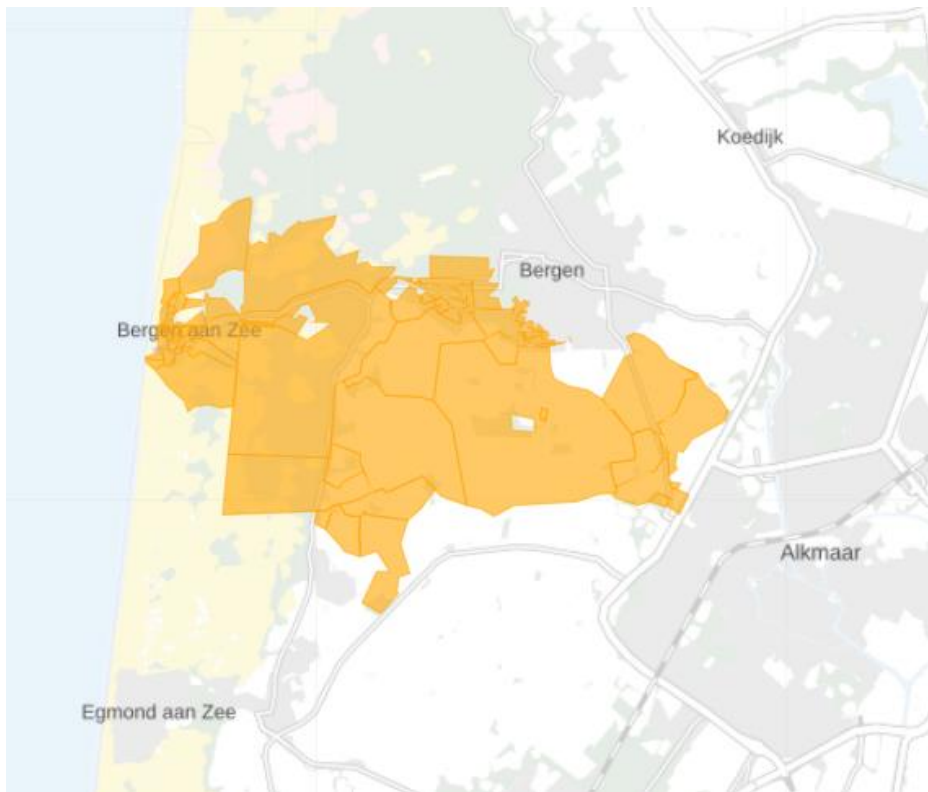 Koedijk
Bergen
Bergen aan Zee
Alkmaar
Egmond aan Zee